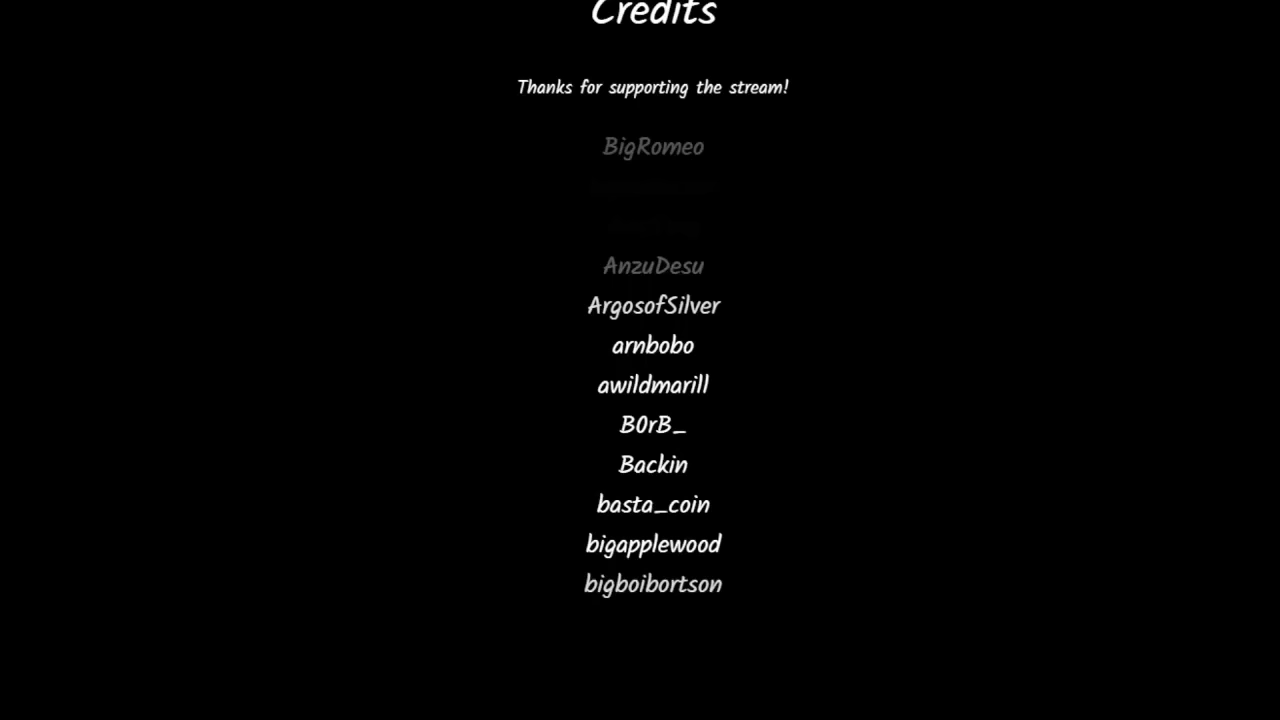 Credits
Thanks for supporting the stream!
BigRomeo
AnzuDesu
ArgosofSilver
arnbobo
awildmarill
B0rB_
Backin
basta_coin
bigapplewood
bigboibortson